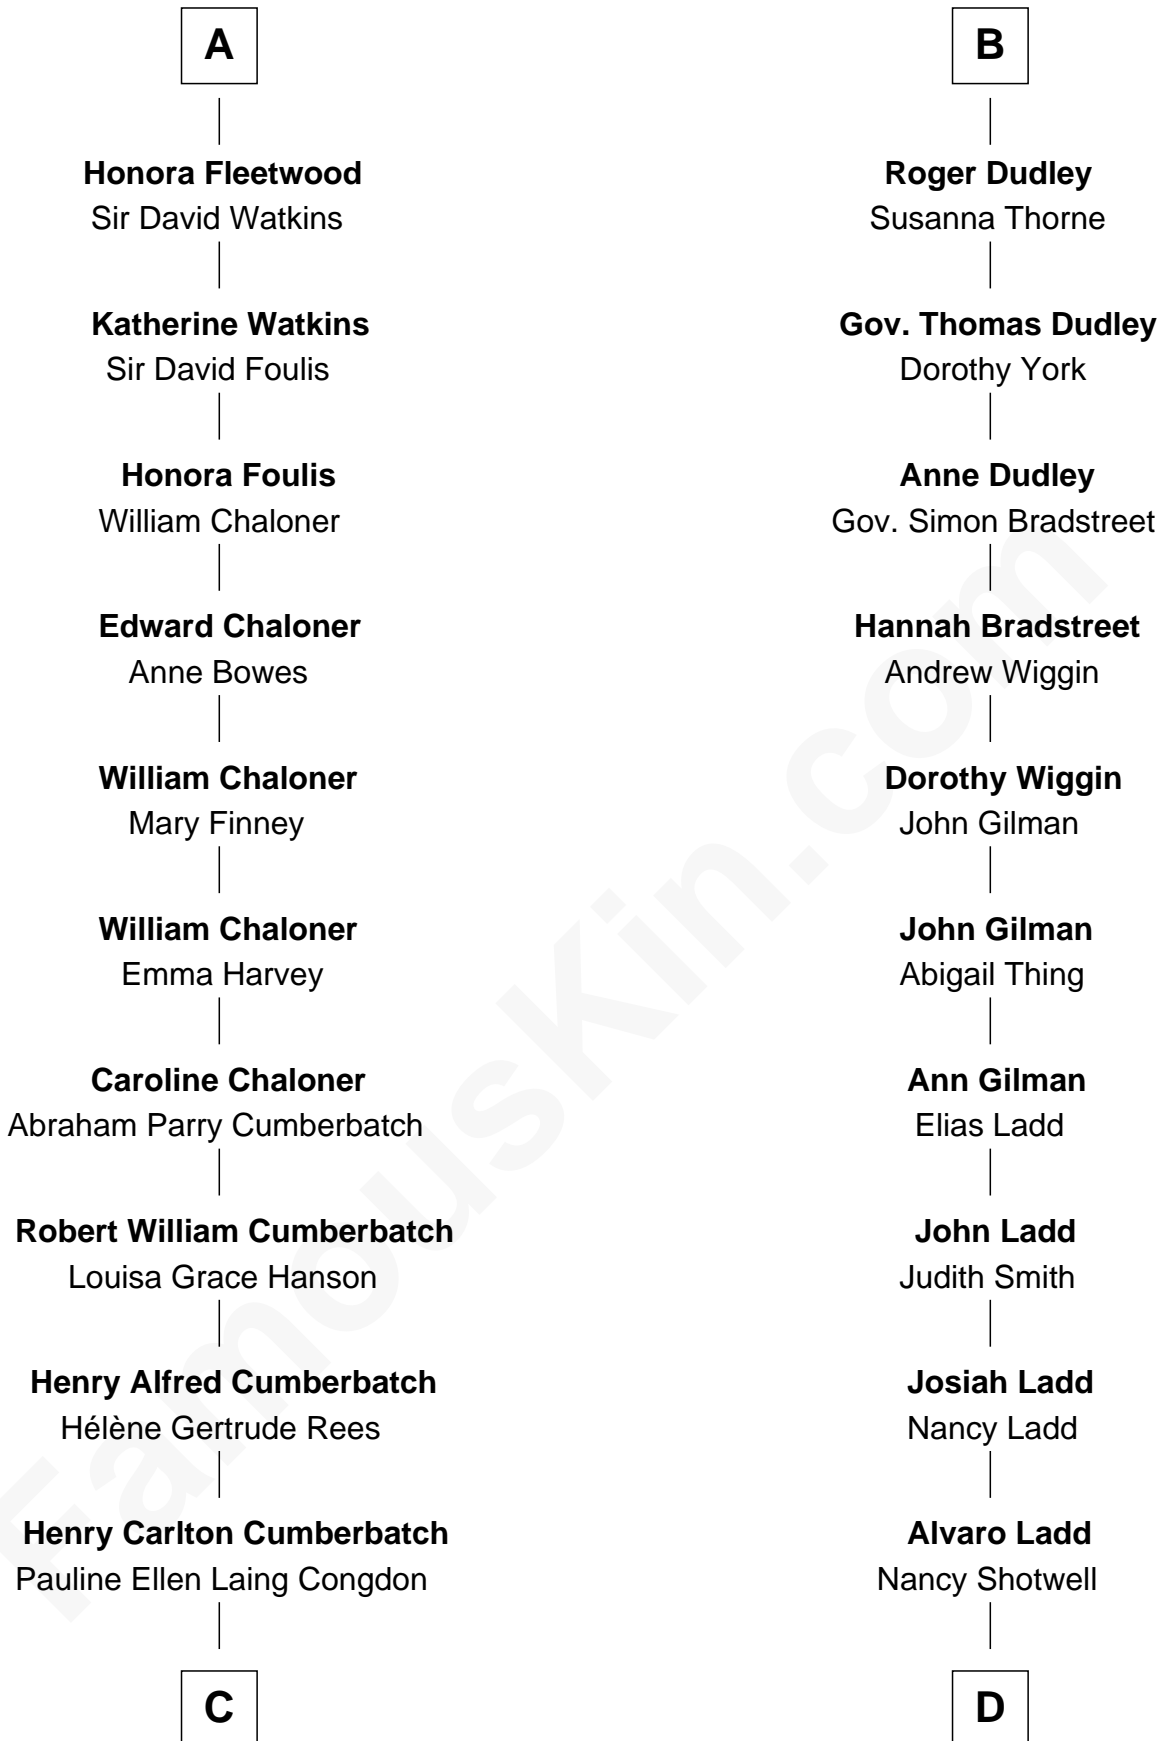 A
Honora Fleetwood
Sir David Watkins
Katherine Watkins
Sir David Foulis
Honora Foulis
William Chaloner
Edward Chaloner
Anne Bowes
William Chaloner
Mary Finney
William Chaloner
Emma Harvey
Caroline Chaloner
Abraham Parry Cumberbatch
Robert William Cumberbatch
Louisa Grace Hanson
Henry Alfred Cumberbatch
Hélène Gertrude Rees
Henry Carlton Cumberbatch
Pauline Ellen Laing Congdon
C
B
Roger Dudley
Susanna Thorne
Gov. Thomas Dudley
Dorothy York
Anne Dudley
Gov. Simon Bradstreet
Hannah Bradstreet
Andrew Wiggin
Dorothy Wiggin
John Gilman
John Gilman
Abigail Thing
Ann Gilman
Elias Ladd
John Ladd
Judith Smith
Josiah Ladd
Nancy Ladd
Alvaro Ladd
Nancy Shotwell
D
FamousKin.com